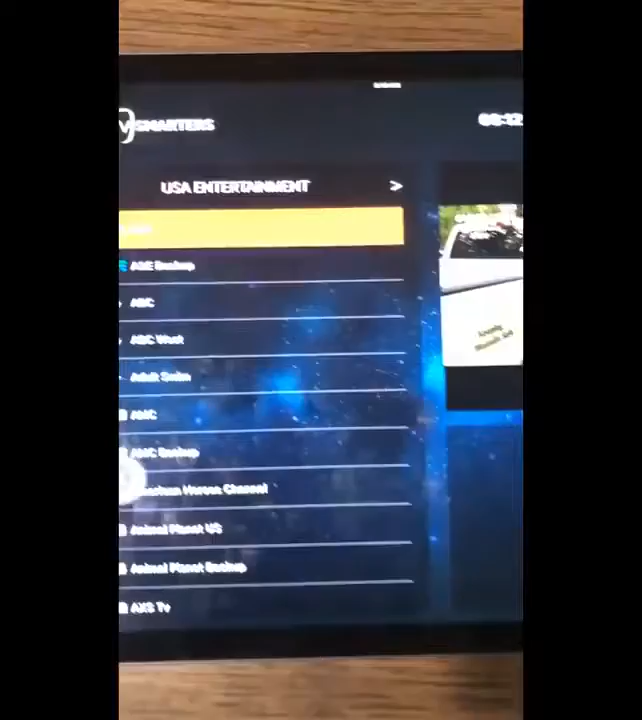 SMARTERS
USA ENTERTAINMENT >
A&E Backup
ABC
ABC West
Adult Swim
AMC
AMC Backup
Heroes Channel
Animal Planet US
Animal Planet Backup
AXS Tv